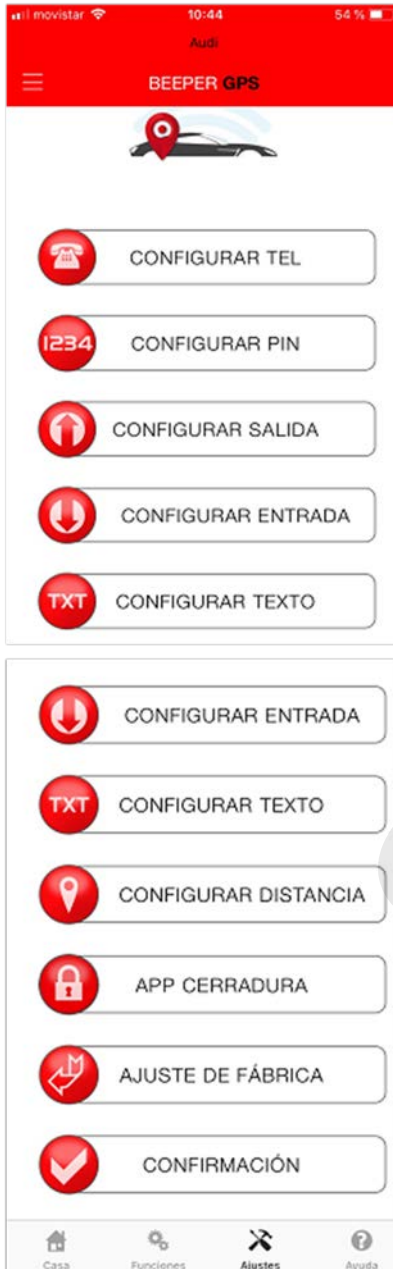 movistar 10:44 54 %
Audi
BEEPER GPS
CONFIGURAR TEL
1234 CONFIGURAR PIN
CONFIGURAR SALIDA
CONFIGURAR ENTRADA
TXT CONFIGURAR TEXTO
CONFIGURAR ENTRADA
TXT CONFIGURAR TEXTO
CONFIGURAR DISTANCIA
APP CERRADURA
AJUSTE DE FÁBRICA
CONFIRMACIÓN
Casa Funciones Ajustes Ayuda